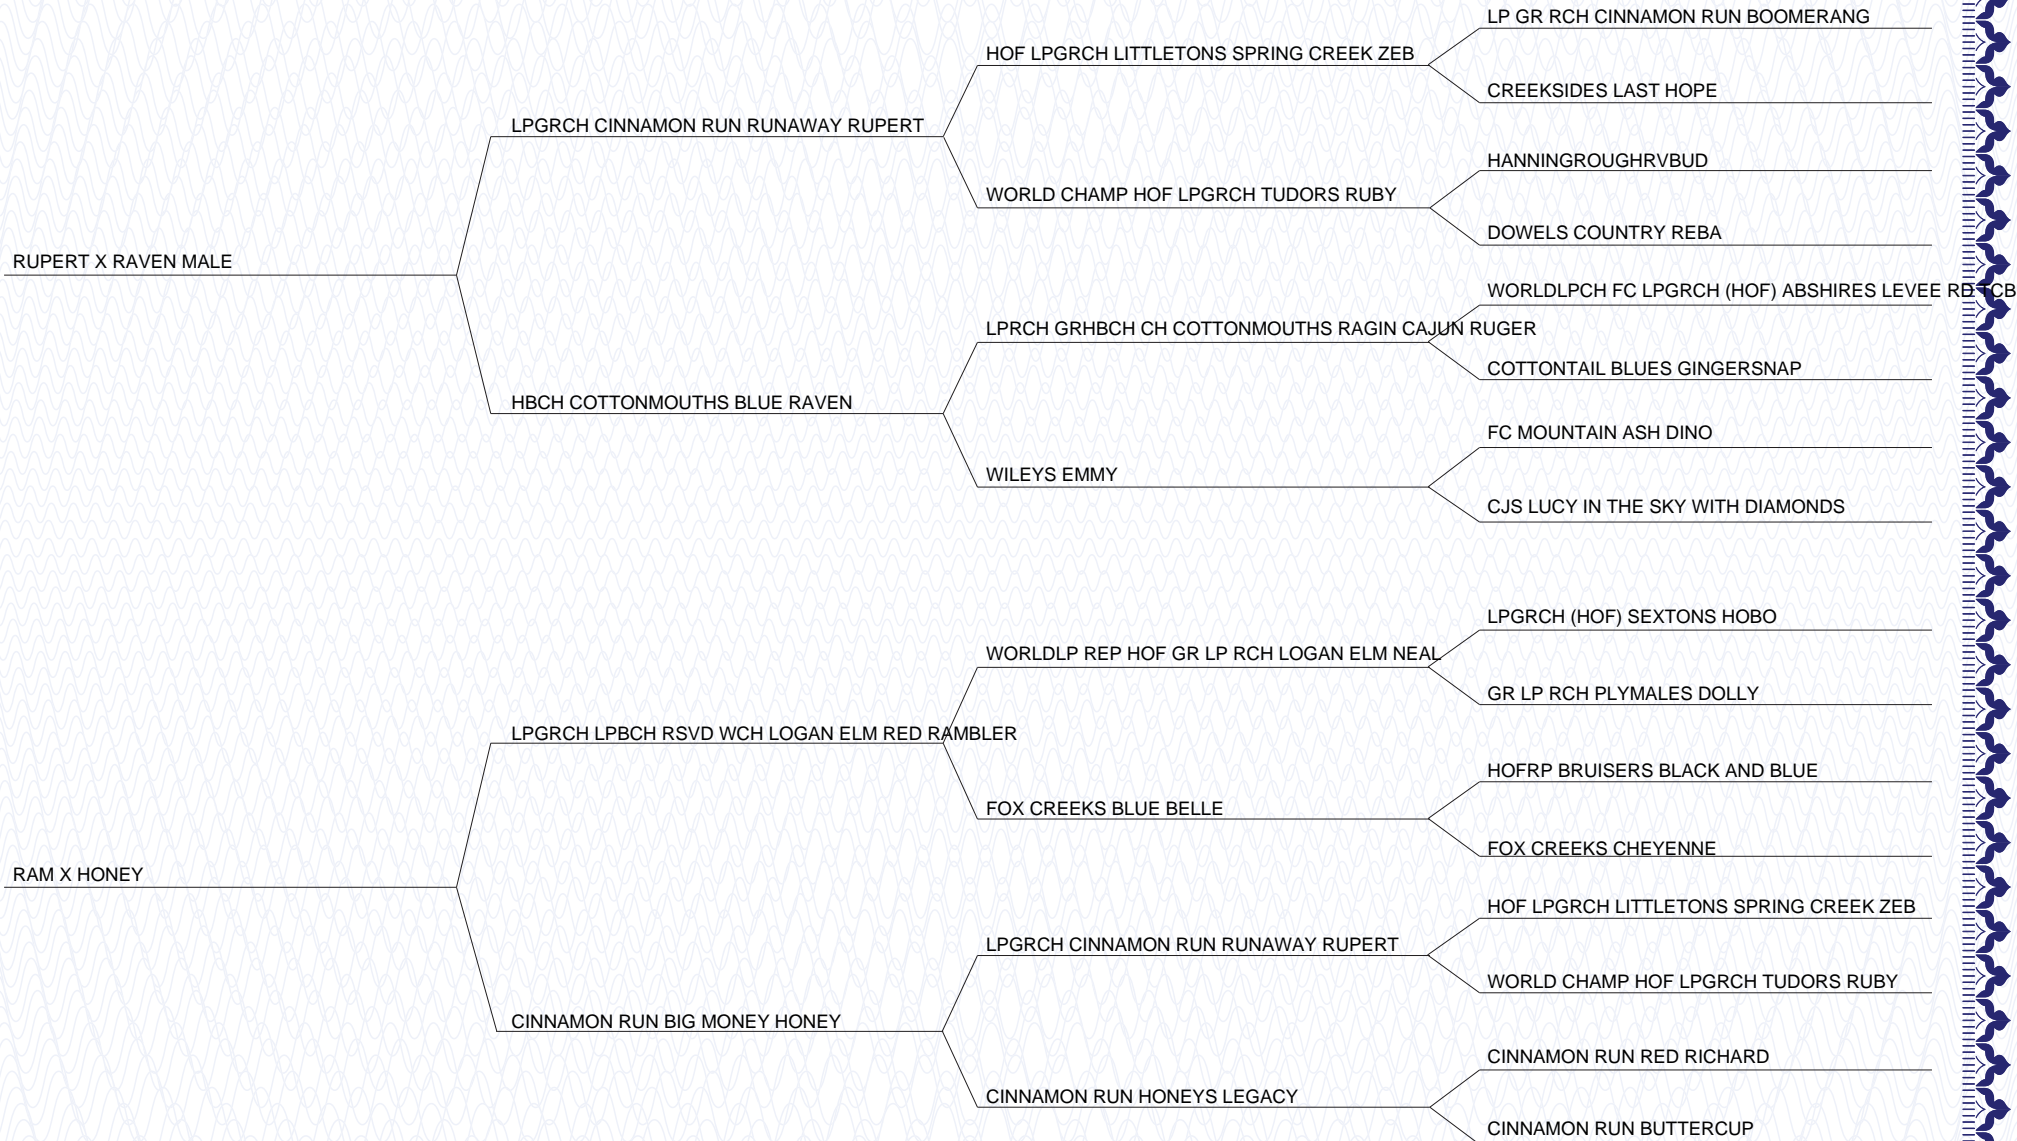 LP GR RCH CINNAMON RUN BOOMERANG
HOF LPGRCH LITTLETONS SPRING CREEK ZEB
CREEKSIDES LAST HOPE
LPGRCH CINNAMON RUN RUNAWAY RUPERT
HANNINGROUGHRVBUD
WORLD CHAMP HOF LPGRCH TUDORS RUBY
DOWELS COUNTRY REBA
RUPERT X RAVEN MALE
WORLDLPCH FC LPGRCH (HOF) ABSHIRES LEVEE RD TCB
LPRCH GRHBCH CH COTTONMOUTHS RAGIN CAJUN RUGER
COTTONTAIL BLUES GINGERSNAP
HBCH COTTONMOUTHS BLUE RAVEN
FC MOUNTAIN ASH DINO
WILEYS EMMY
CJS LUCY IN THE SKY WITH DIAMONDS
LPGRCH (HOF) SEXTONS HOBO
WORLDLP REP HOF GR LP RCH LOGAN ELM NEAL
GR LP RCH PLYMALES DOLLY
LPGRCH LPBCH RSVD WCH LOGAN ELM RED RAMBLER
HOFRP BRUISERS BLACK AND BLUE
FOX CREEKS BLUE BELLE
FOX CREEKS CHEYENNE
RAM X HONEY
HOF LPGRCH LITTLETONS SPRING CREEK ZEB
LPGRCH CINNAMON RUN RUNAWAY RUPERT
WORLD CHAMP HOF LPGRCH TUDORS RUBY
CINNAMON RUN BIG MONEY HONEY
CINNAMON RUN RED RICHARD
CINNAMON RUN HONEYS LEGACY
CINNAMON RUN BUTTERCUP